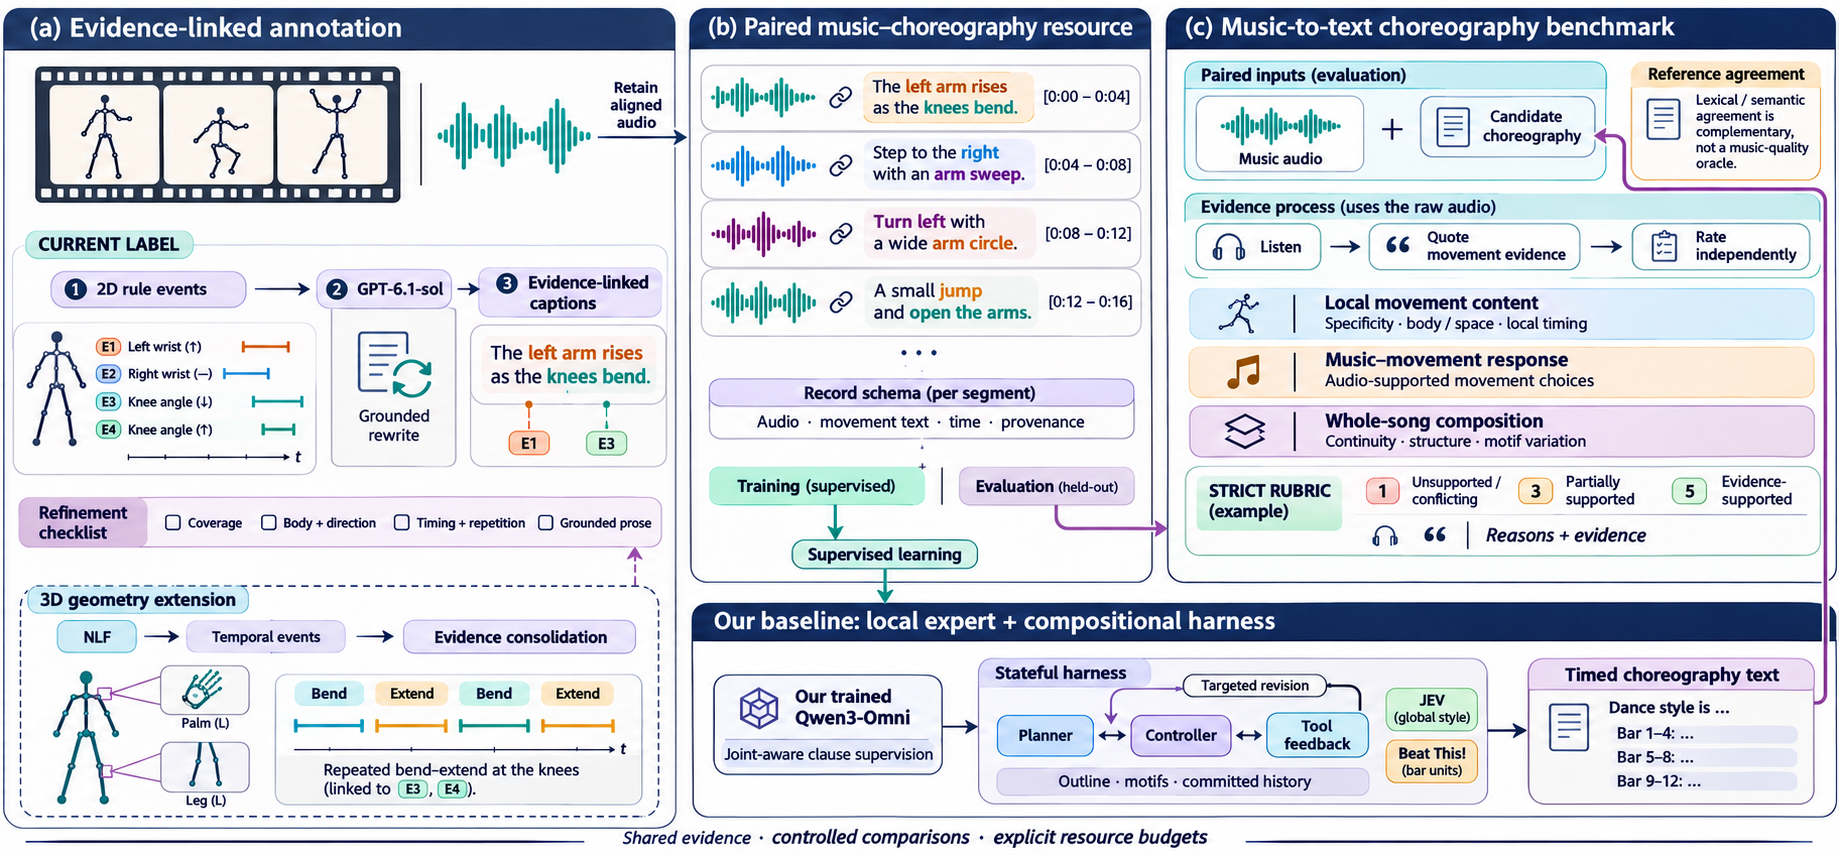 (a) Evidence-linked annotation
Retain
aligned
audio
CURRENT LABEL
1 2D rule events
2 GPT-6.1-sol
3 Evidence-linked
captions
E1 Left wrist (↑)
E2 Right wrist (—)
E3 Knee angle (↓)
E4 Knee angle (↑)
t
Grounded
rewrite
The left arm rises
as the knees bend.
E1 E3
Refinement
checklist
Coverage
Body + direction
Timing + repetition
Grounded prose
3D geometry extension
NLF
Temporal events
Evidence consolidation
Palm (L)
Leg (L)
Bend Extend Bend Extend
t
Repeated bend–extend at the knees
(linked to E3, E4).
(b) Paired music–choreography resource
The left arm rises
as the knees bend.
[0:00 – 0:04]
Step to the right
with an arm sweep.
[0:04 – 0:08]
Turn left with
a wide arm circle.
[0:08 – 0:12]
A small jump
and open the arms.
[0:12 – 0:16]
...
Record schema (per segment)
Audio · movement text · time · provenance
Training (supervised)
Evaluation (held-out)
Supervised learning
(c) Music-to-text choreography benchmark
Paired inputs (evaluation)
Music audio
+
Candidate
choreography
Reference agreement
Lexical / semantic
agreement is
complementary,
not a music-quality
oracle.
Evidence process (uses the raw audio)
Listen
Quote
movement evidence
Rate
independently
Local movement content
Specificity · body / space · local timing
Music–movement response
Audio-supported movement choices
Whole-song composition
Continuity · structure · motif variation
STRICT RUBRIC
(example)
1 Unsupported /
conflicting
3 Partially
supported
5 Evidence-
supported
Reasons + evidence
Our baseline: local expert + compositional harness
Our trained
Qwen3-Omni
Joint-aware clause supervision
Stateful harness
Targeted revision
Planner
Controller
Tool
feedback
Outline · motifs · committed history
JEV
(global style)
Beat This!
(bar units)
Timed choreography text
Dance style is ...
Bar 1–4: ...
Bar 5–8: ...
Bar 9–12: ...
Shared evidence · controlled comparisons · explicit resource budgets